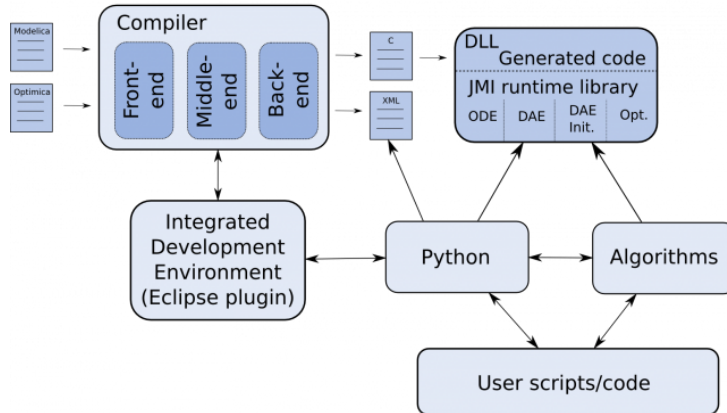 Modelica
Optimica
Compiler
Front-
end
Middle-
end
Back-
end
C
XML
DLL
Generated code
JMI runtime library
ODE
DAE
DAE
Init.
Opt.
Integrated
Development
Environment
(Eclipse plugin)
Python
Algorithms
User scripts/code